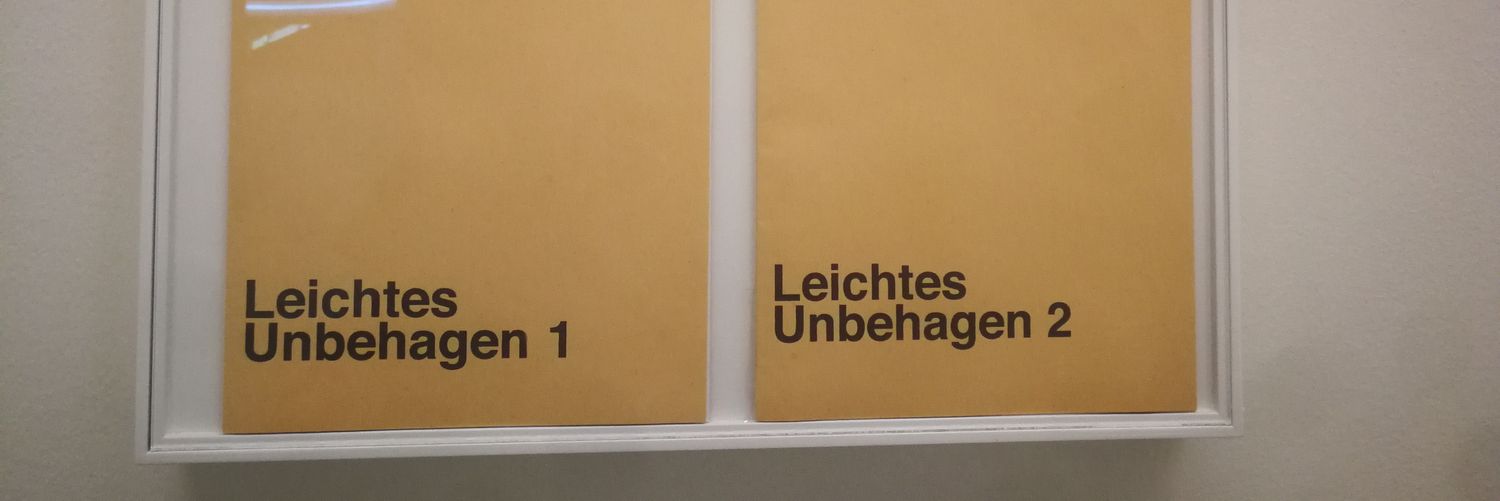 Leichtes
Unbehagen 1
Leichtes
Unbehagen 2